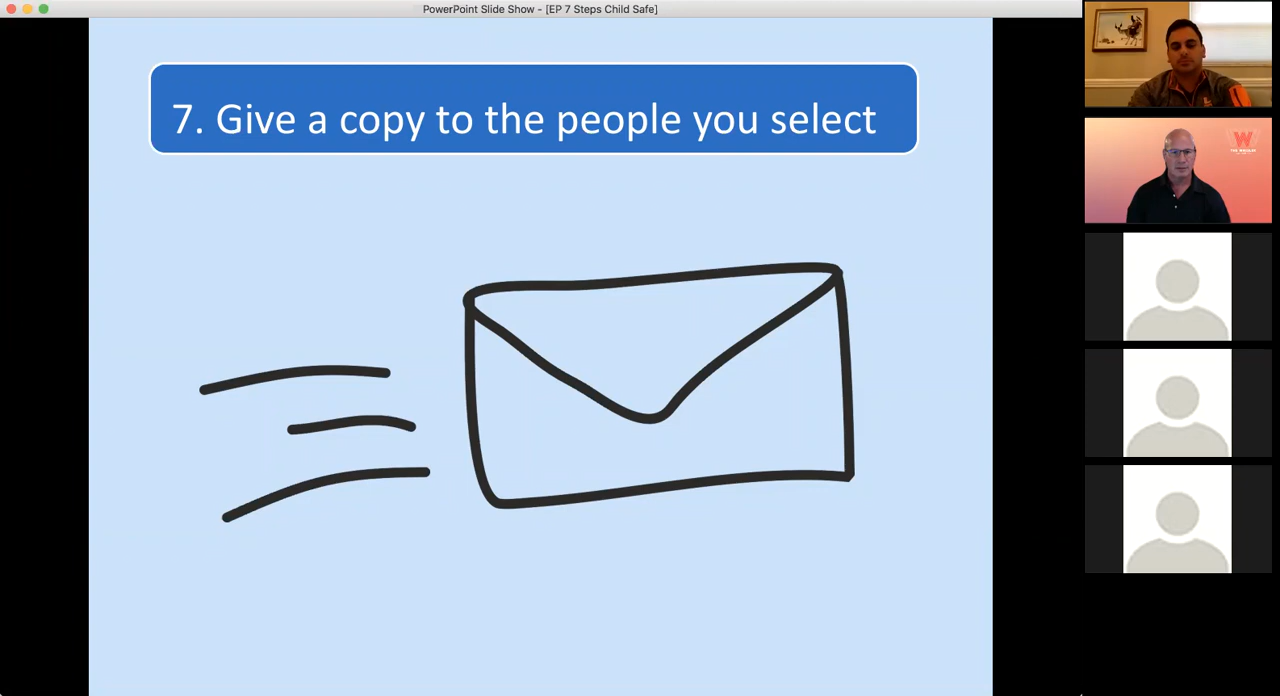 PowerPoint Slide Show - [EP 7 Steps Child Safe]
7. Give a copy to the people you select
W